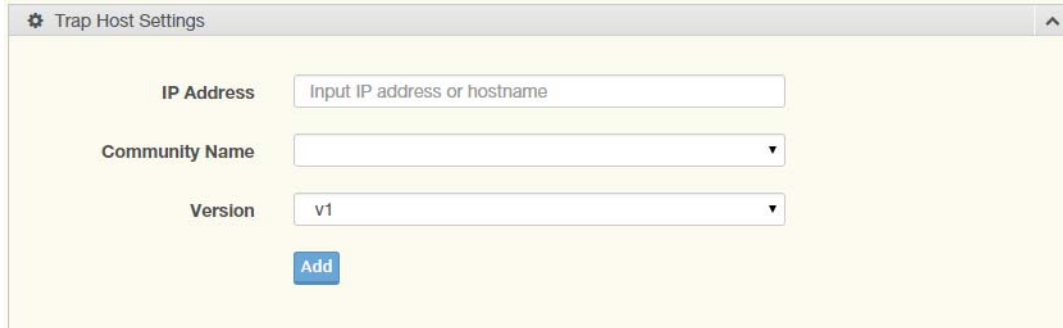 Trap Host Settings
IP Address Input IP address or hostname
Community Name
Version v1
Add